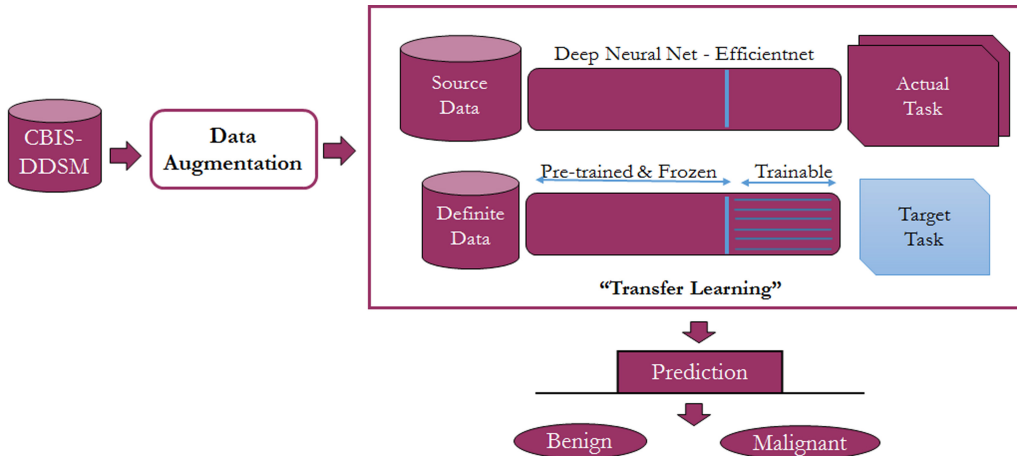 Deep Neural Net - Efficientnet
Source
Data
Actual
Task
CBIS-
DDSM
Data
Augmentation
Pre-trained & Frozen
Trainable
Definite
Data
Target
Task
“Transfer Learning”
Prediction
Benign
Malignant